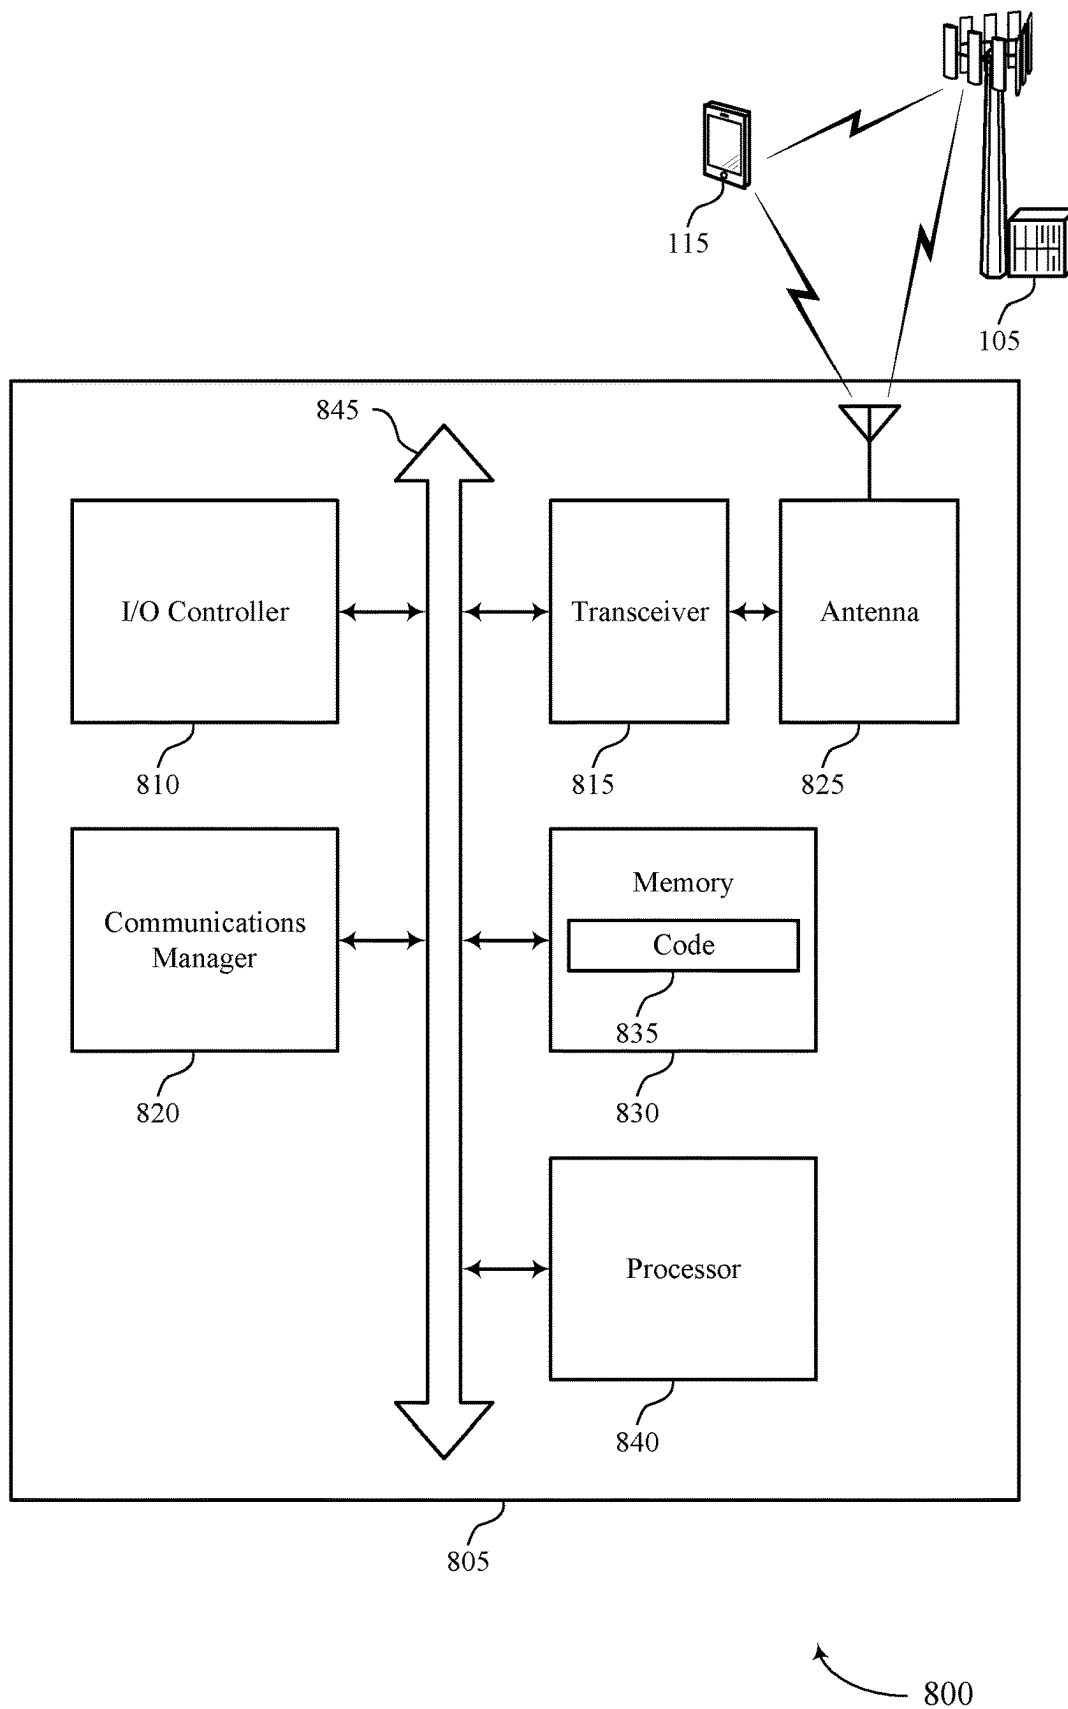 115
105
845
I/O Controller
Transceiver
Antenna
810
815
825
Communications
Manager
Memory
Code
835
820
830
Processor
840
805
800